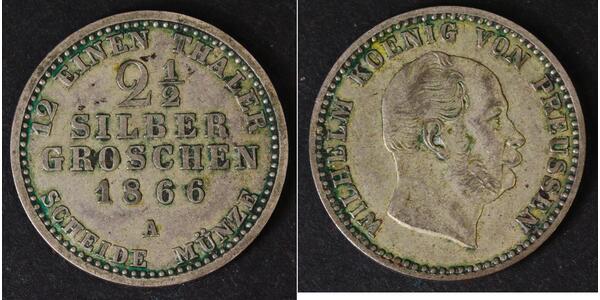 12 EINEN THALER
2 1/2
SILBER
GROSCHEN
1866
A
SCHEIDE MÜNZE
WILHELM KOENIG VON PREUSSEN